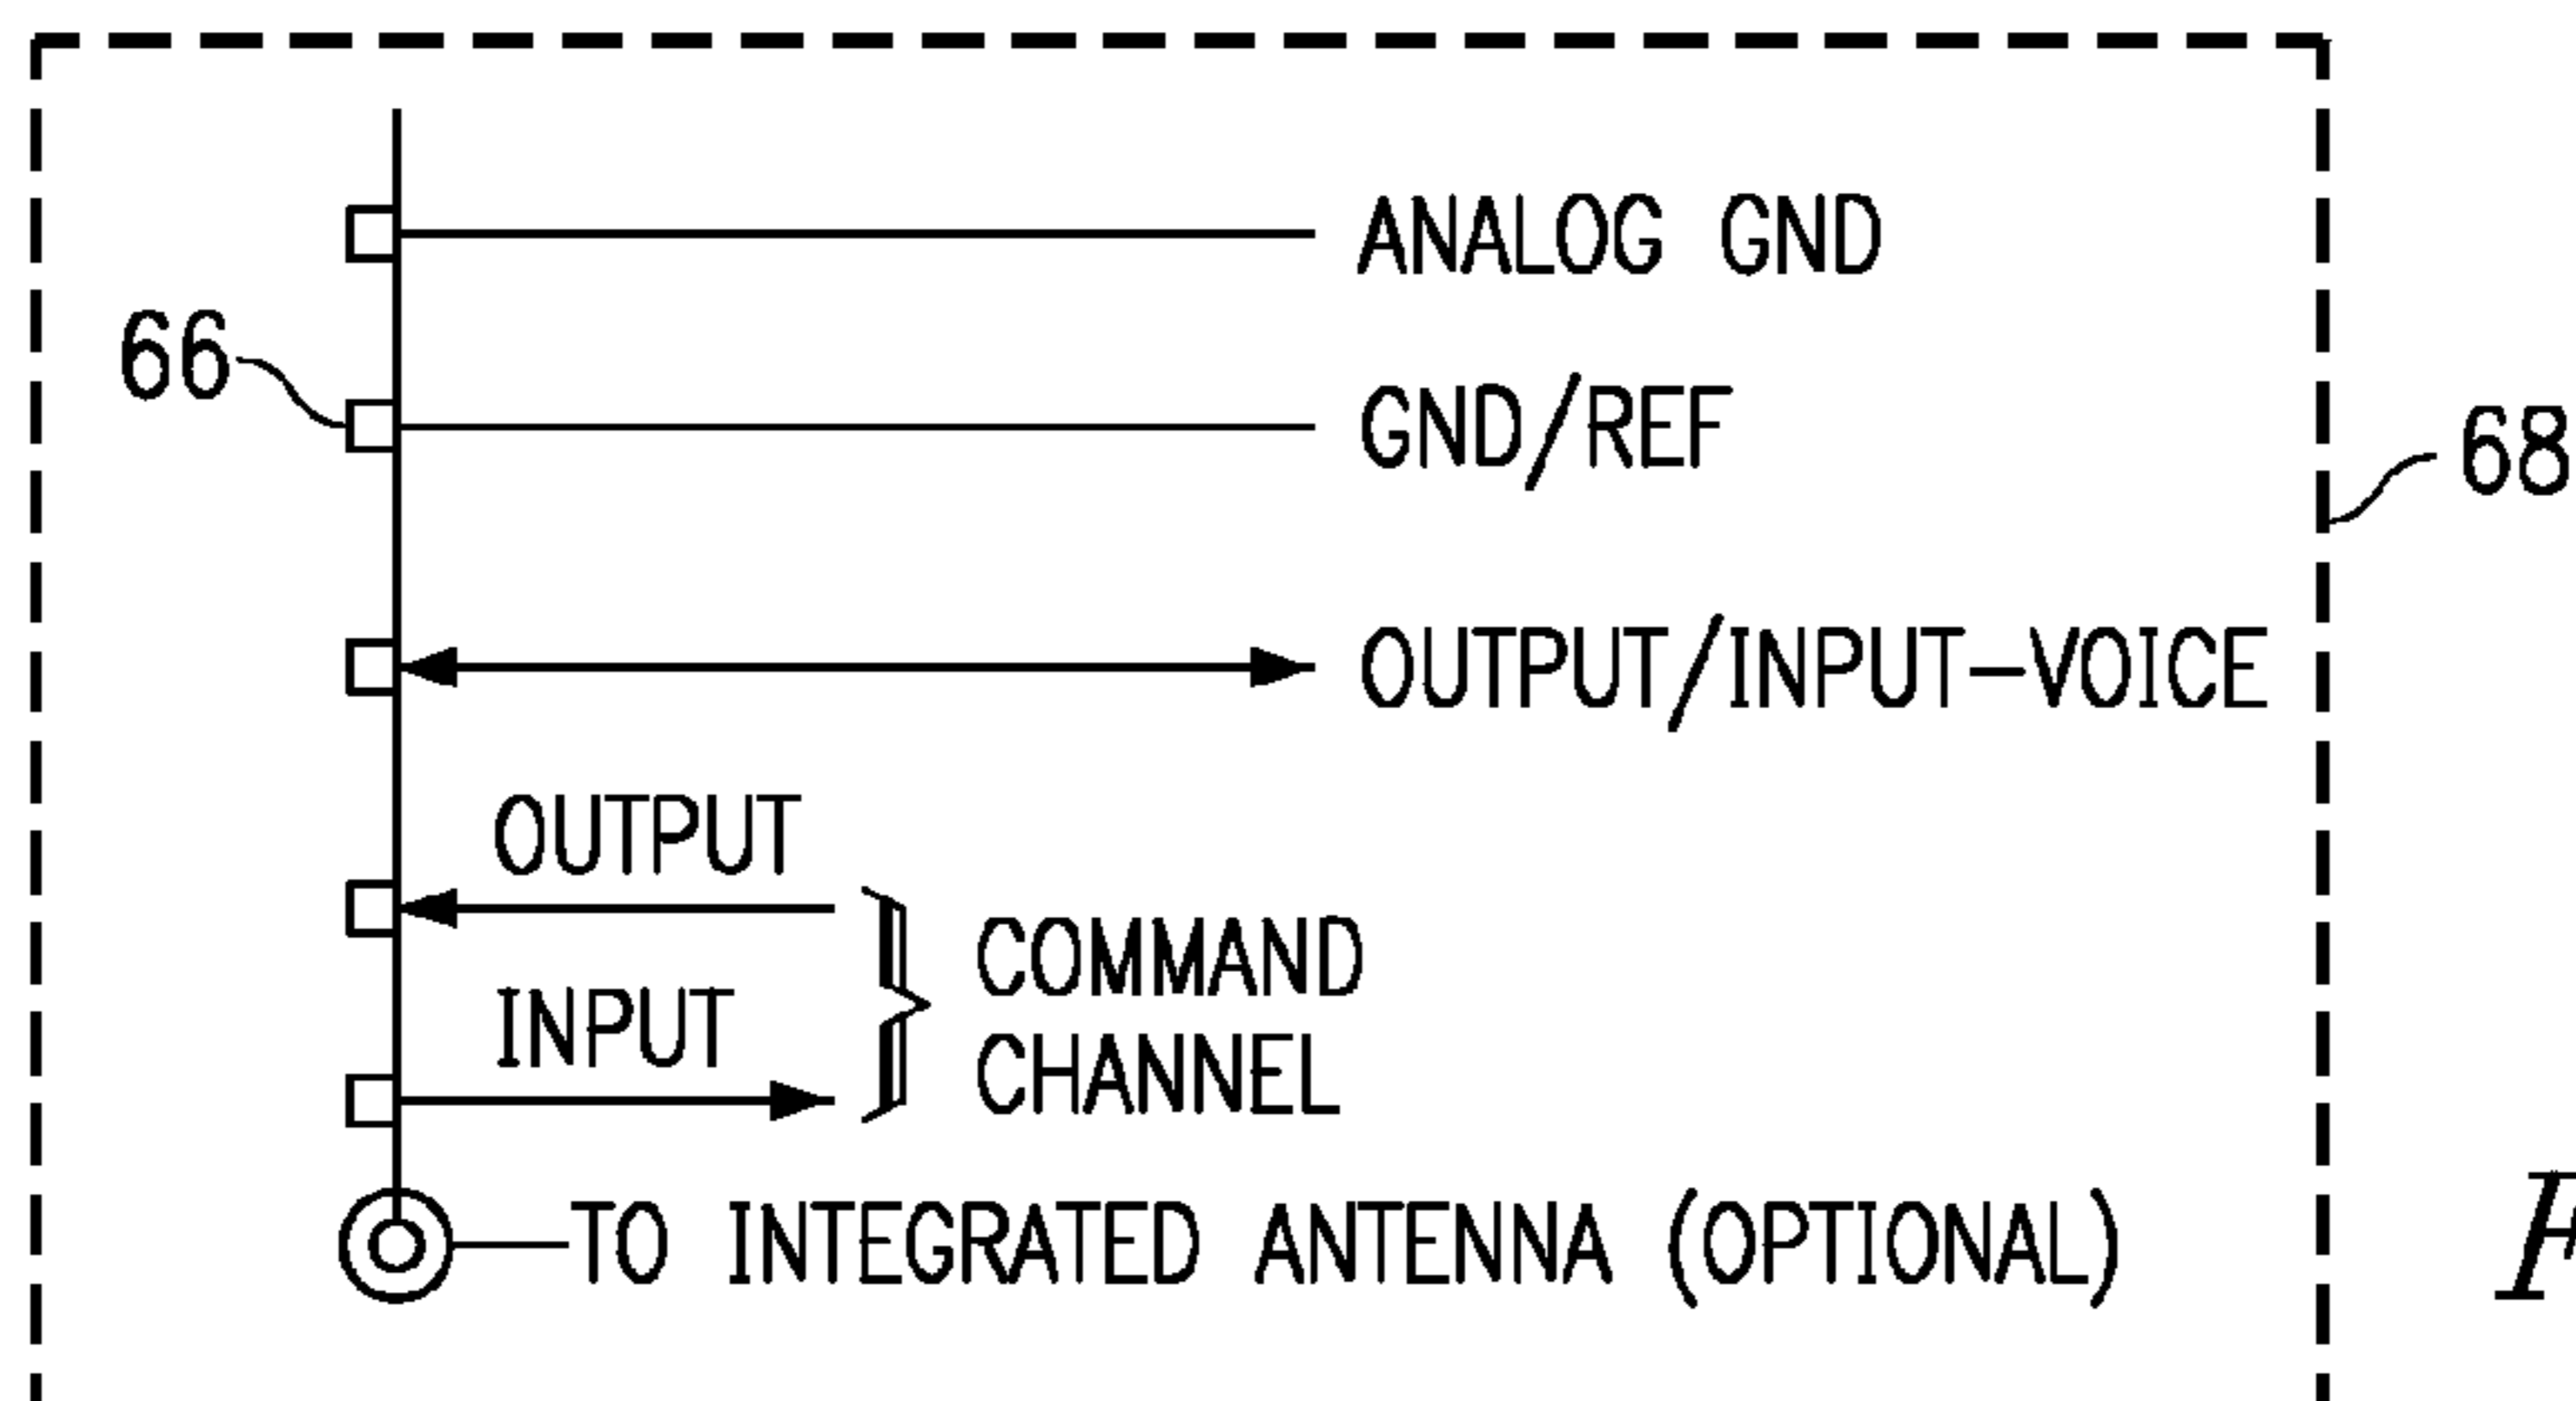 ANALOG GND
66
GND/REF
68
OUTPUT/INPUT-VOICE
OUTPUT
INPUT
COMMAND
CHANNEL
TO INTEGRATED ANTENNA (OPTIONAL)